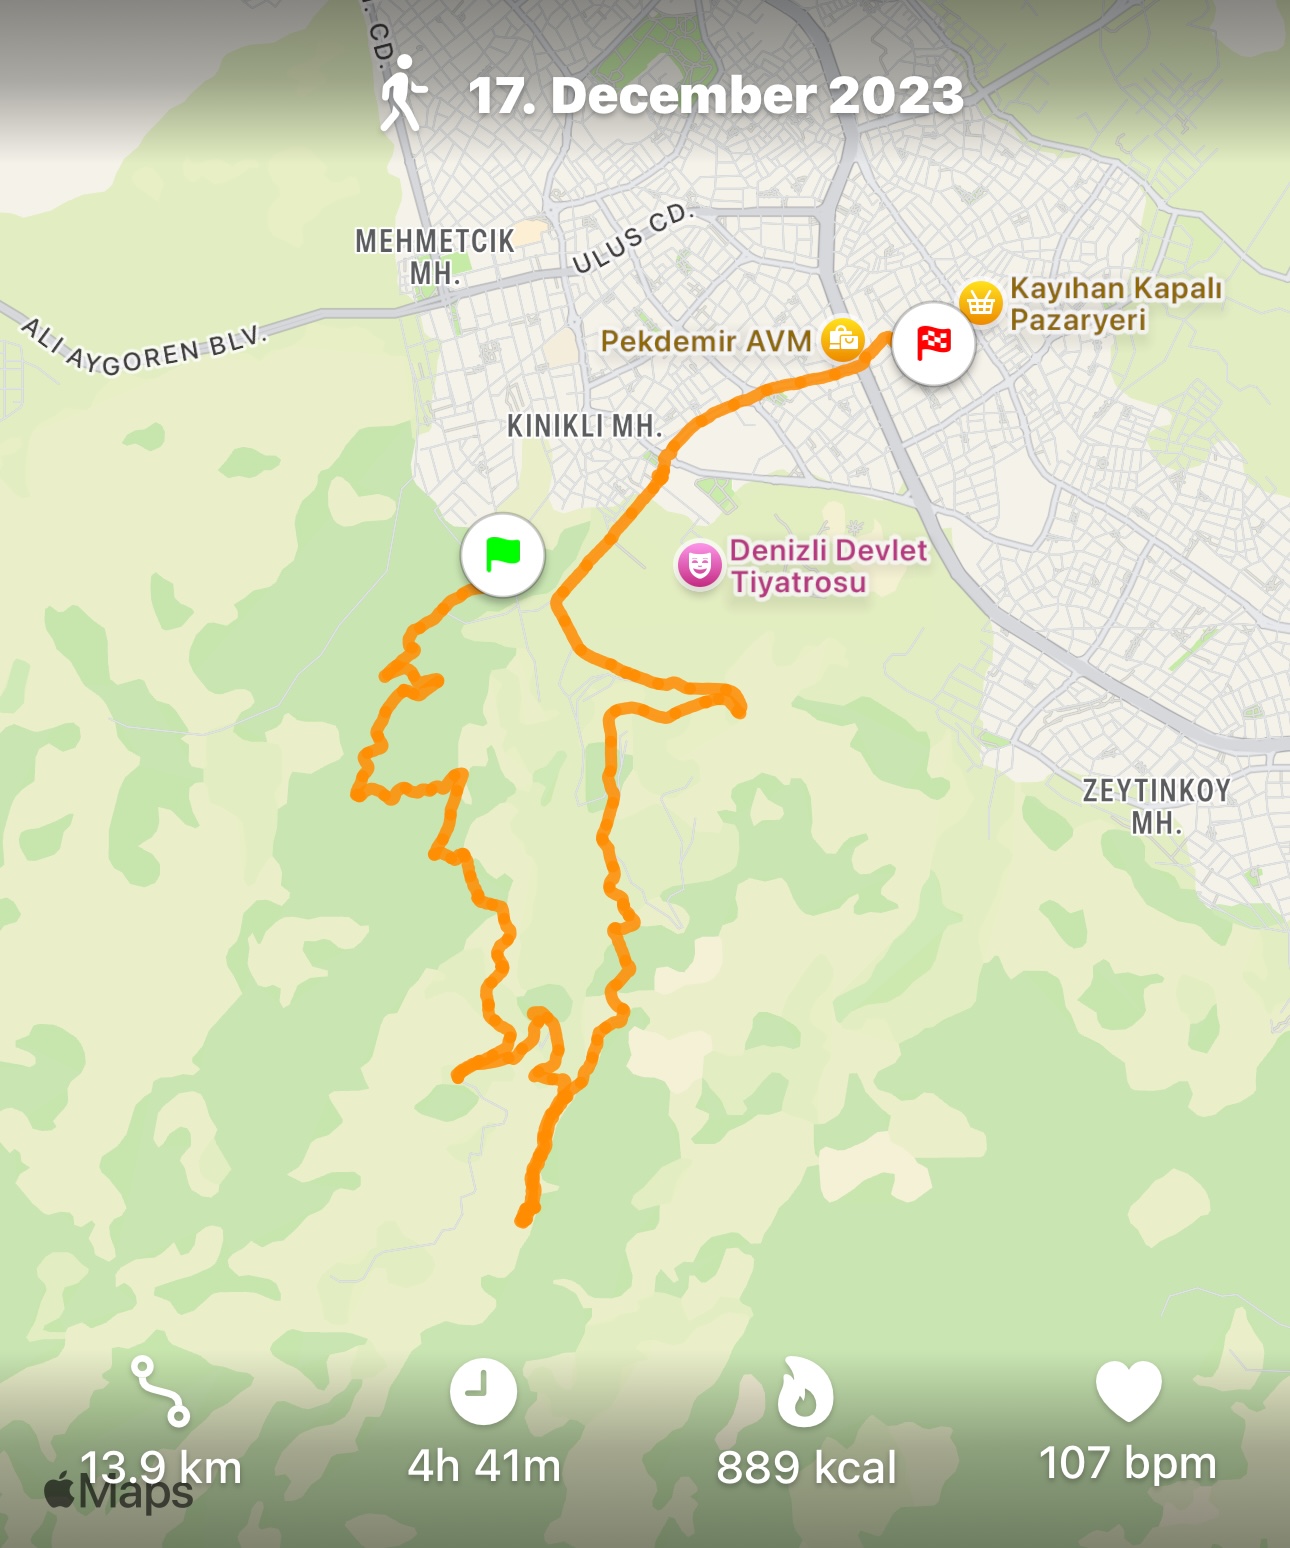 . CD.
17. December 2023
MEHMETCIK
MH.
ULUS CD.
ALI AYGOREN BLV.
Kayıhan Kapalı
Pazaryeri
Pekdemir AVM
KINIKLI MH.
Denizli Devlet
Tiyatrosu
ZEYTINKOY
MH.
13.9 km
4h 41m
889 kcal
107 bpm
Maps